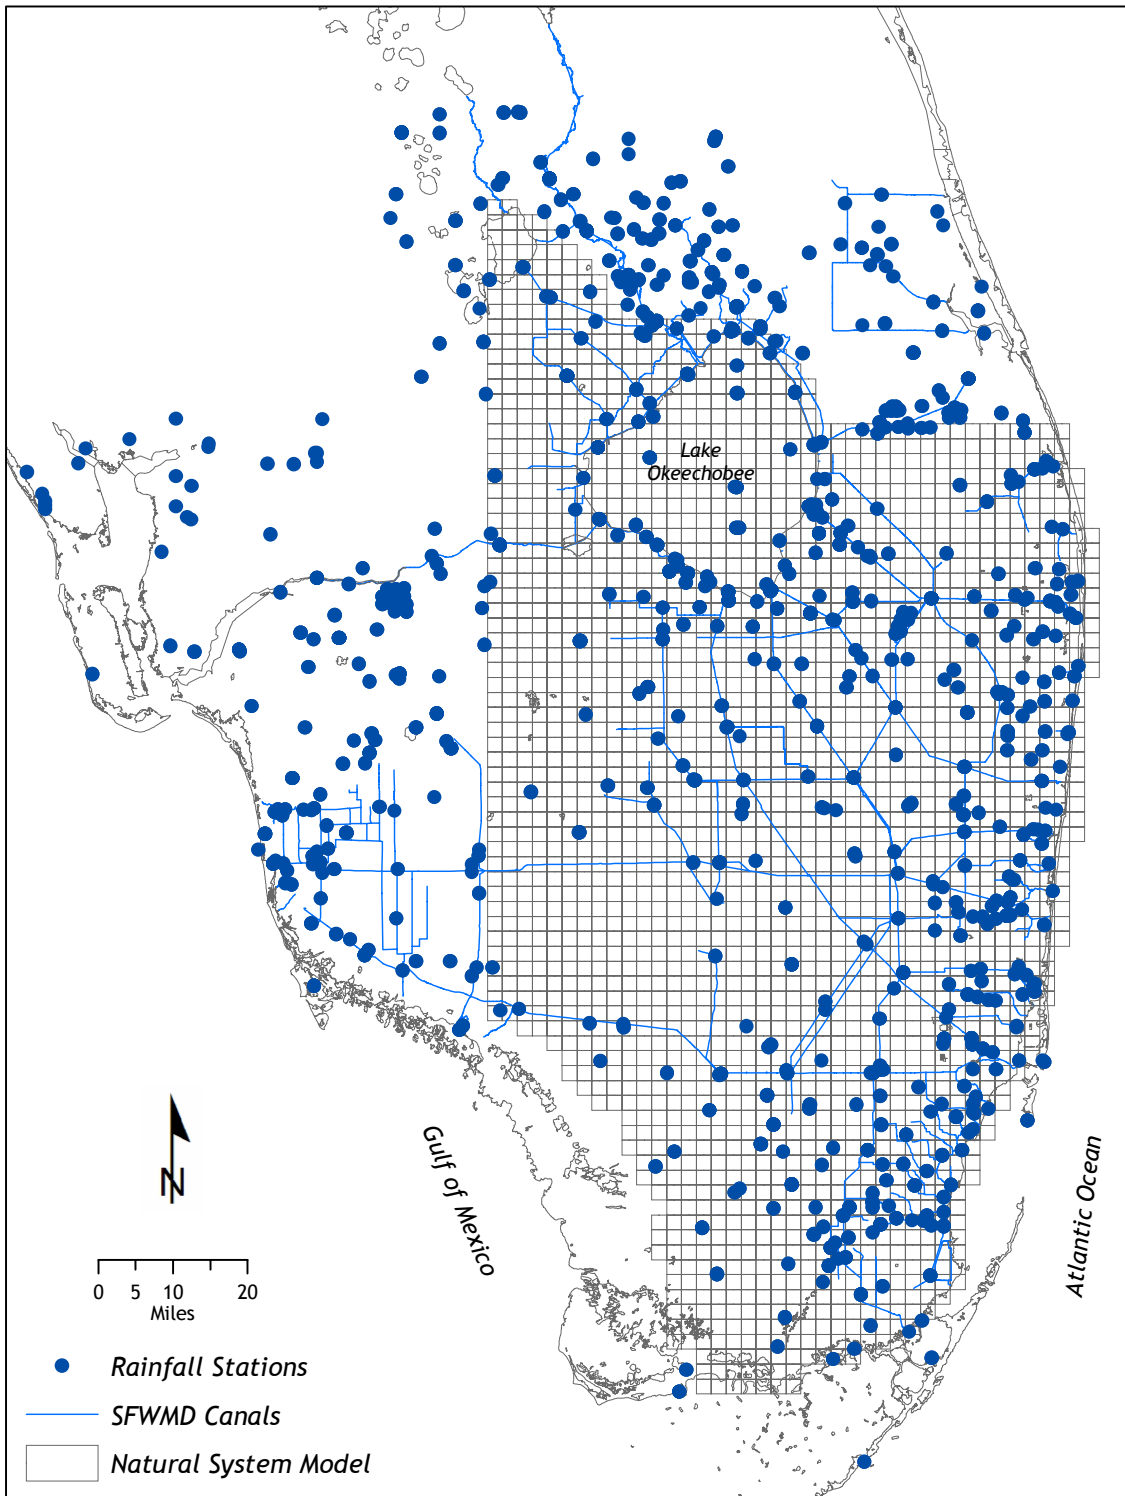 Lake
Okeechobee
Gulf of Mexico
Atlantic Ocean
N
0 5 10 20
Miles
Rainfall Stations
SFWMD Canals
Natural System Model